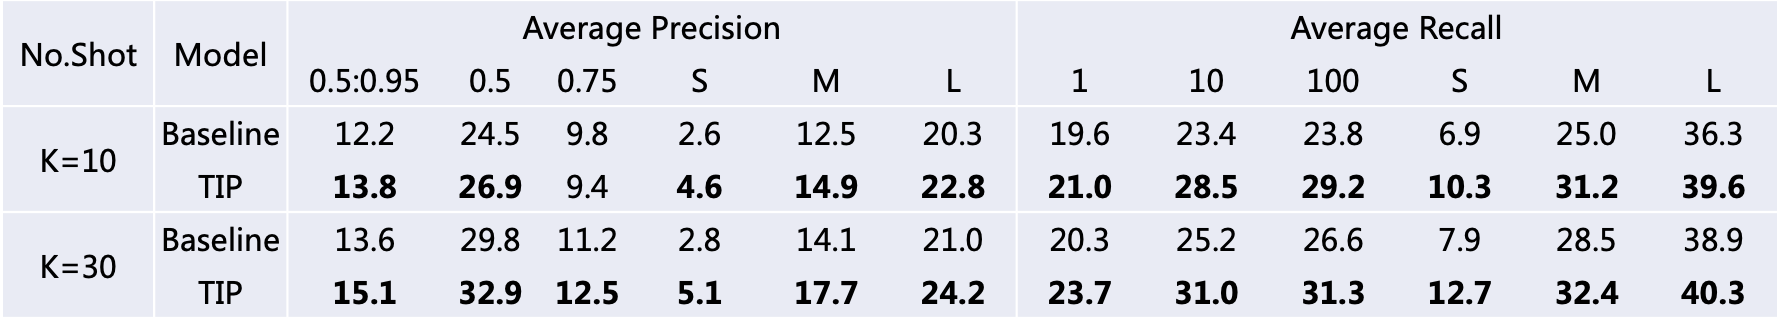 No.Shot Model Average Precision Average Recall
0.5:0.95 0.5 0.75 S M L 1 10 100 S M L
K=10 Baseline 12.2 24.5 9.8 2.6 12.5 20.3 19.6 23.4 23.8 6.9 25.0 36.3
TIP 13.8 26.9 9.4 4.6 14.9 22.8 21.0 28.5 29.2 10.3 31.2 39.6
K=30 Baseline 13.6 29.8 11.2 2.8 14.1 21.0 20.3 25.2 26.6 7.9 28.5 38.9
TIP 15.1 32.9 12.5 5.1 17.7 24.2 23.7 31.0 31.3 12.7 32.4 40.3